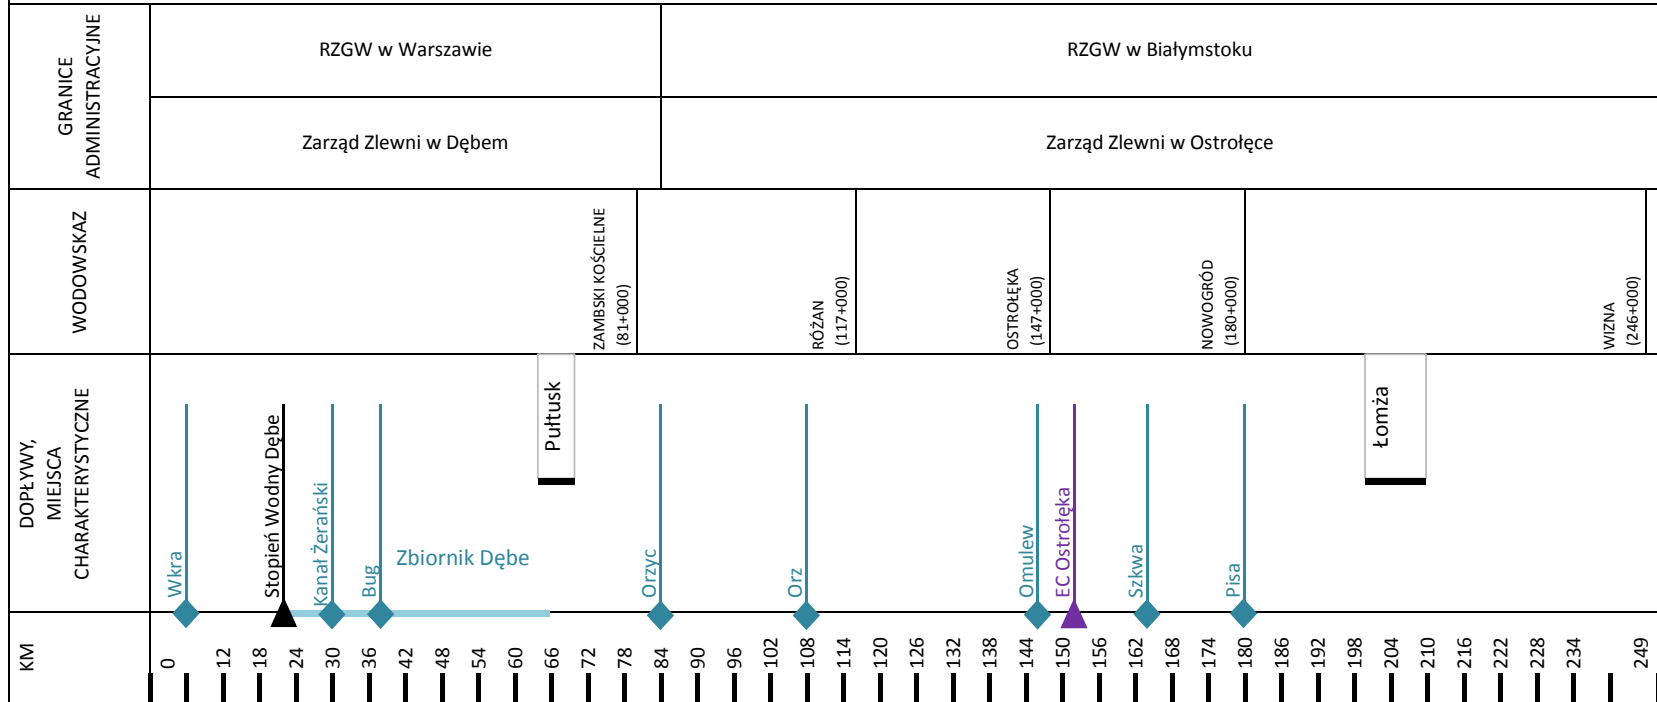 GRANICE
ADMINISTRACYJNE
RZGW w Warszawie
RZGW w Białymstoku
Zarząd Zlewni w Dębem
Zarząd Zlewni w Ostrołęce
WODOWSKAZ
ZAMBSKI KOŚCIELNE
(81+000)
RÓŻAN
(117+000)
OSTROŁĘKA
(147+000)
NOWOGRÓD
(180+000)
WIZNA
(246+000)
DOPŁYWY,
MIEJSCA
CHARAKTERYSTYCZNE
Wkra
Stopień Wodny Dębe
Kanał Żerański
Bug
Zbiornik Dębe
Pułtusk
Orzyc
Orz
Omulew
EC Ostrołęka
Szkwa
Pisa
Łomża
KM
0
12
18
24
30
36
42
48
54
60
66
72
78
84
90
96
102
108
114
120
126
132
138
144
150
156
162
168
174
180
186
192
198
204
210
216
222
228
234
249